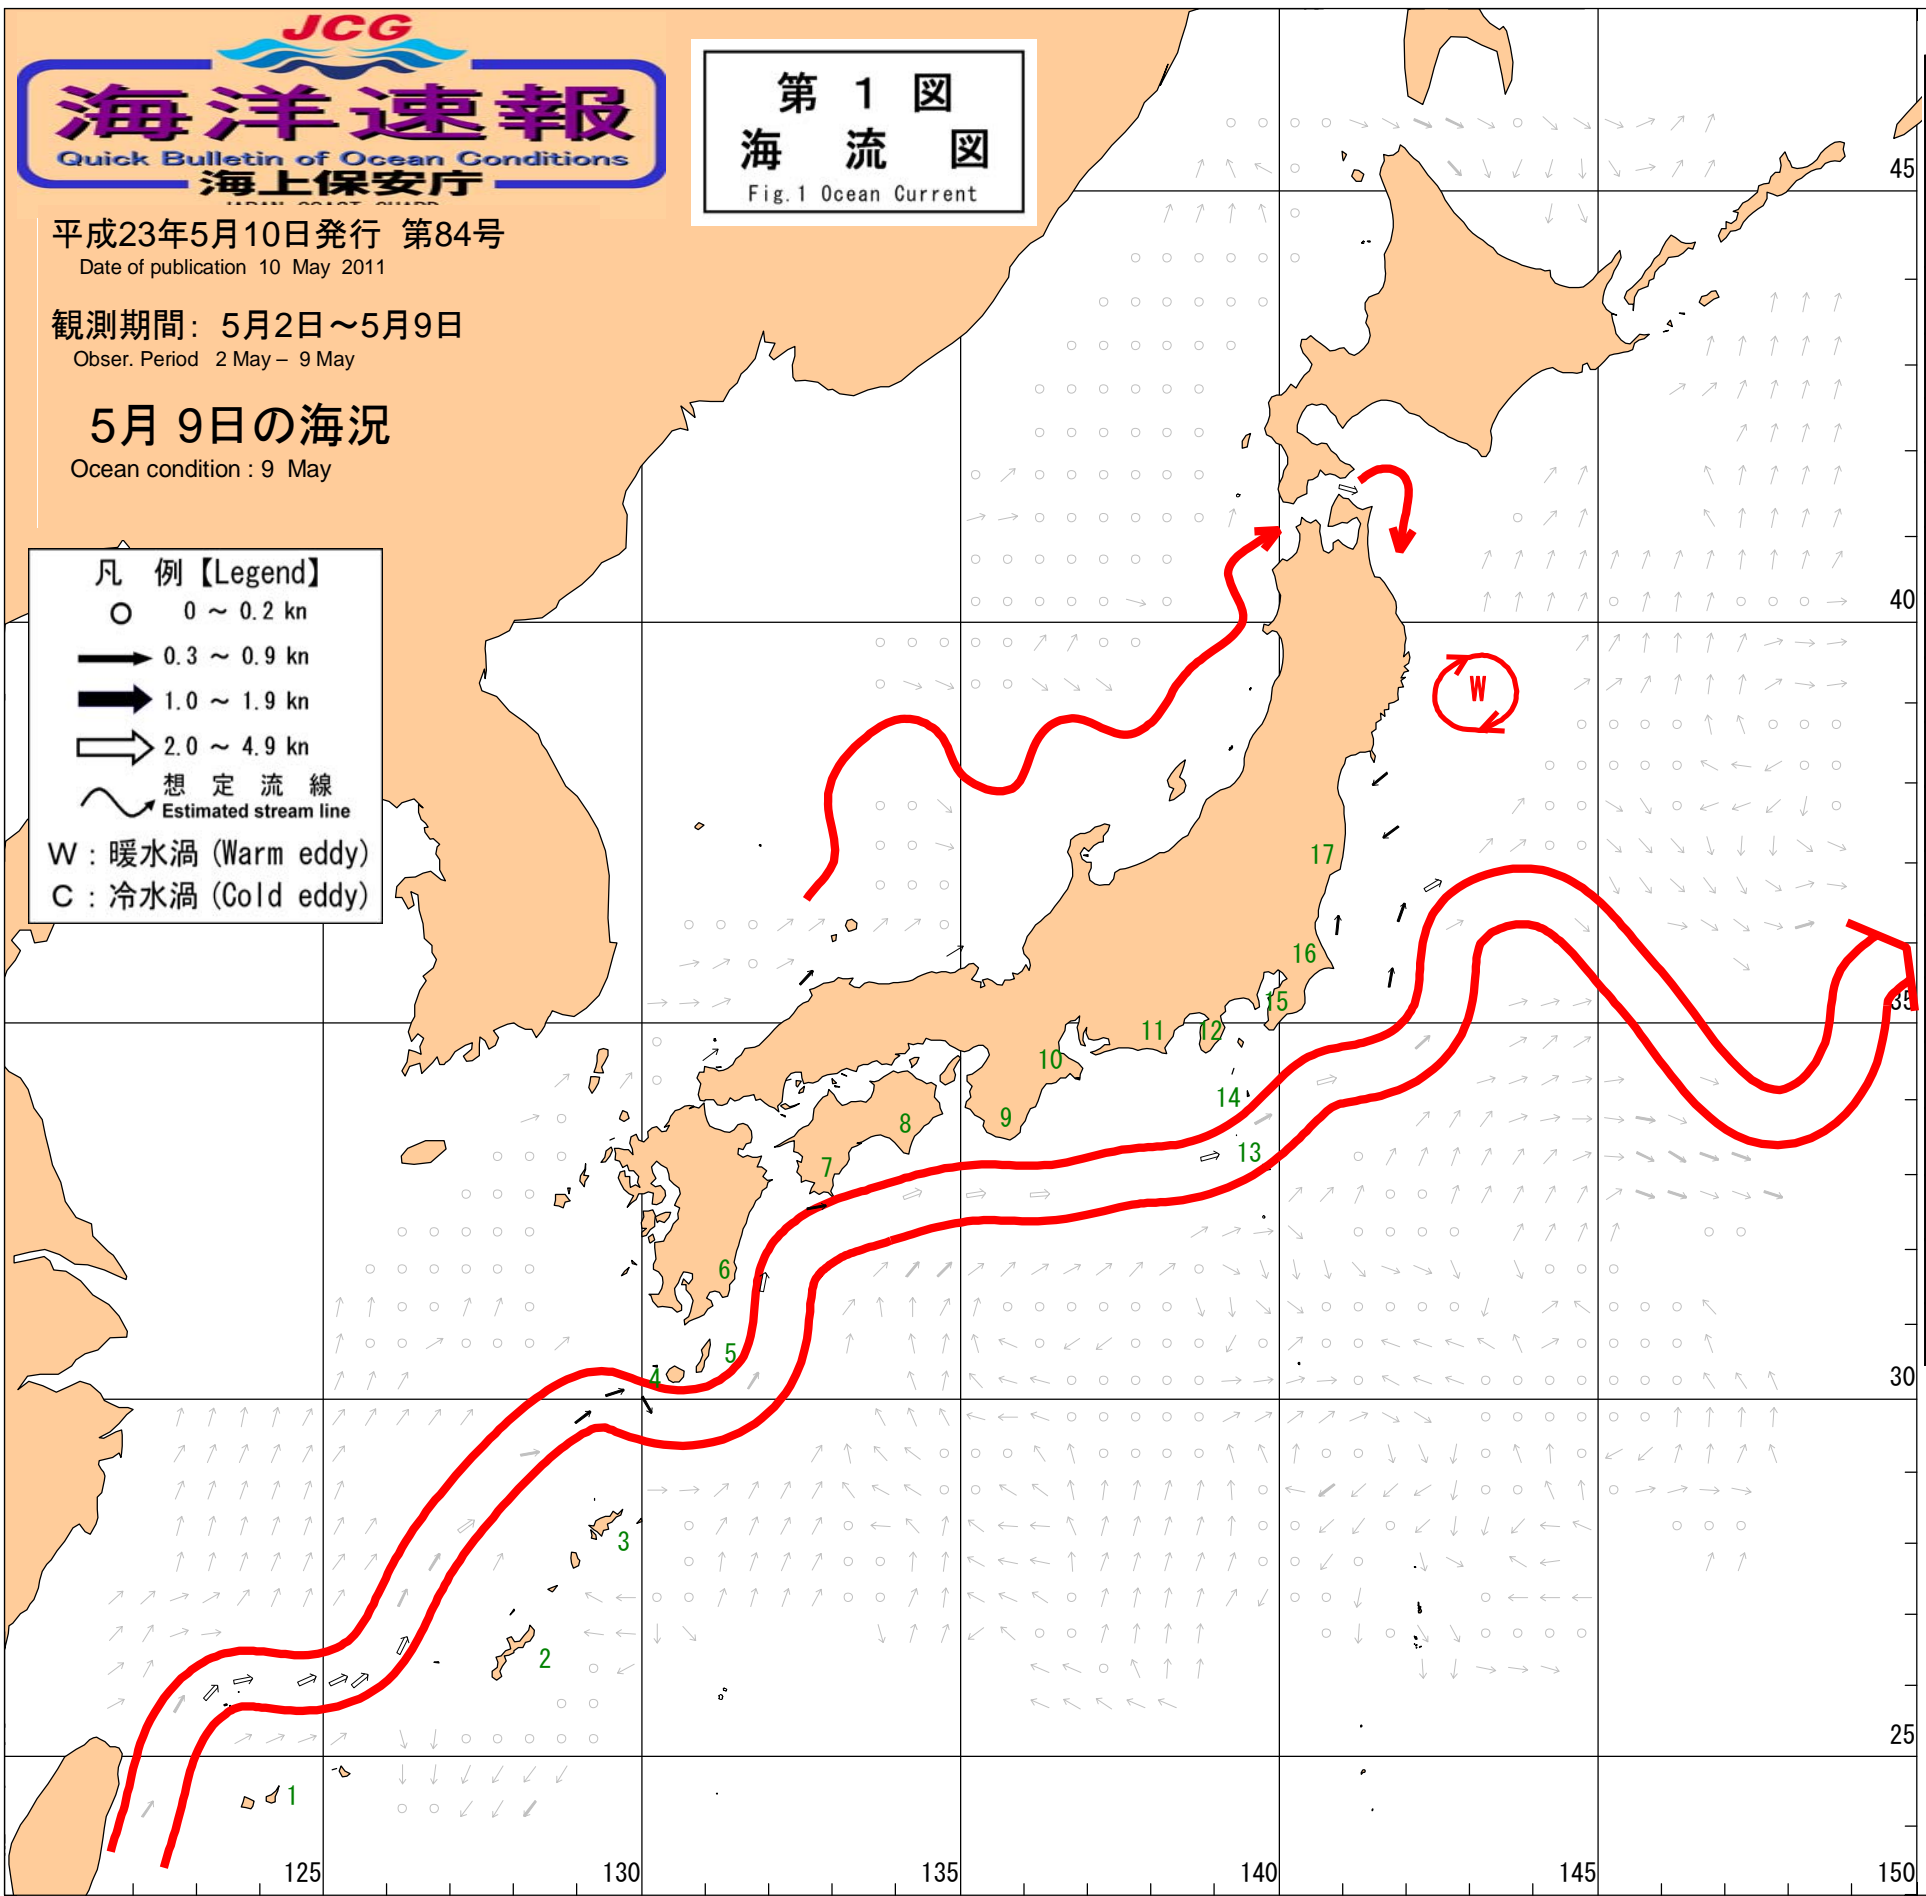 JCG
海洋速報
Quick Bulletin of Ocean Conditions
海上保安庁
JAPAN COAST GUARD
平成23年5月10日発行 第84号
Date of publication 10 May 2011
観測期間： 5月2日～5月9日
Obser. Period 2 May – 9 May
5月 9日の海況
Ocean condition : 9 May
第 1 図
海 流 図
Fig.1 Ocean Current
凡 例【Legend】
0 ～ 0.2 kn
0.3 ～ 0.9 kn
1.0 ～ 1.9 kn
2.0 ～ 4.9 kn
想 定 流 線
Estimated stream line
W : 暖水渦 (Warm eddy)
C : 冷水渦 (Cold eddy)
45
40
W
17
16
35
15
12
11
10
14
9
8
13
7
6
5
4
30
3
2
25
1
125
130
135
140
145
150